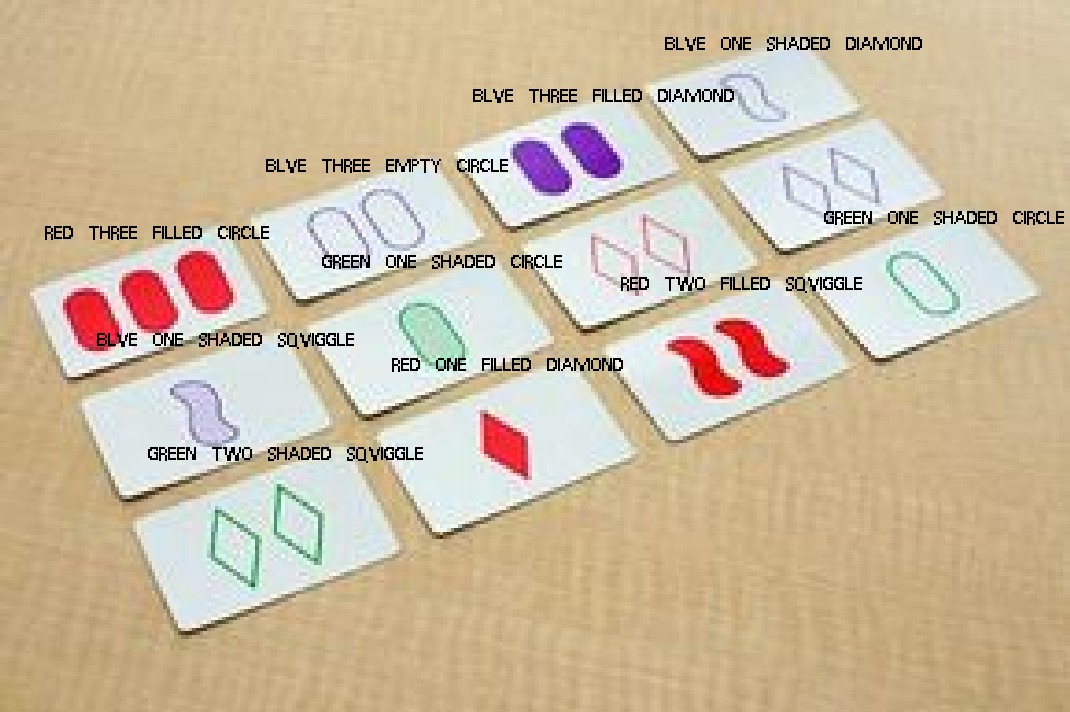 BLVE ONE SHADED DIAMOND
BLVE THREE FILLED DIAMOND
BLVE THREE EMPTY CIRCLE
GREEN ONE SHADED CIRCLE
RED THREE FILLED CIRCLE
GREEN ONE SHADED CIRCLE
RED TWO FILLED SQVIGGLE
BLVE ONE SHADED SQVIGGLE
RED ONE FILLED DIAMOND
GREEN TWO SHADED SQVIGGLE